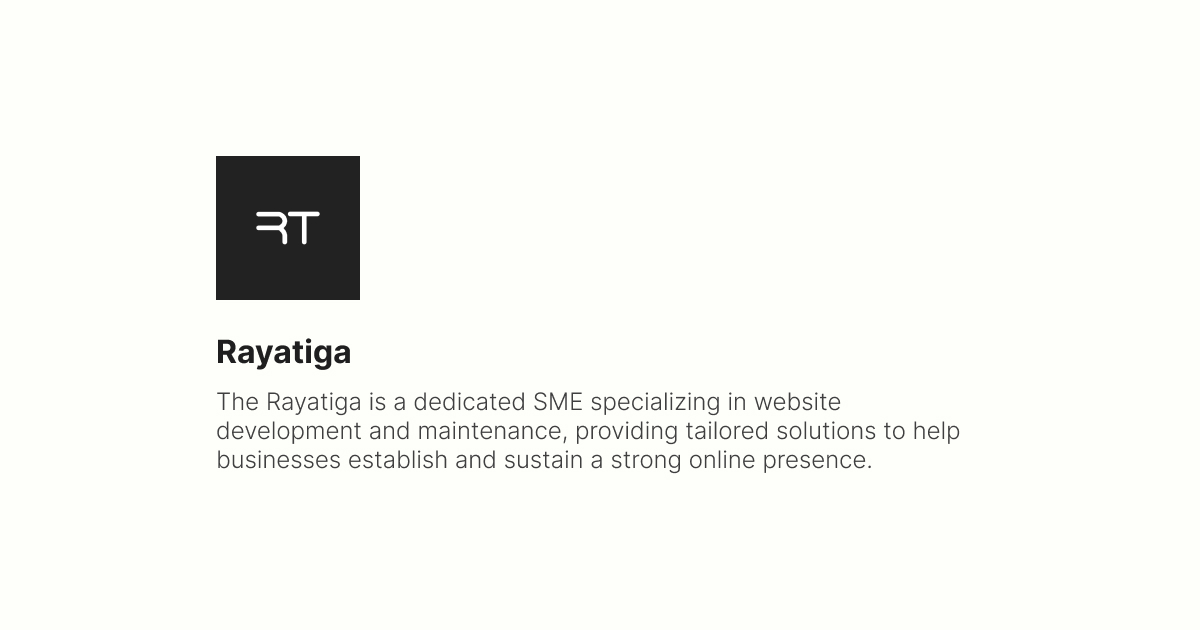 RT
Rayatiga
The Rayatiga is a dedicated SME specializing in website
development and maintenance, providing tailored solutions to help
businesses establish and sustain a strong online presence.